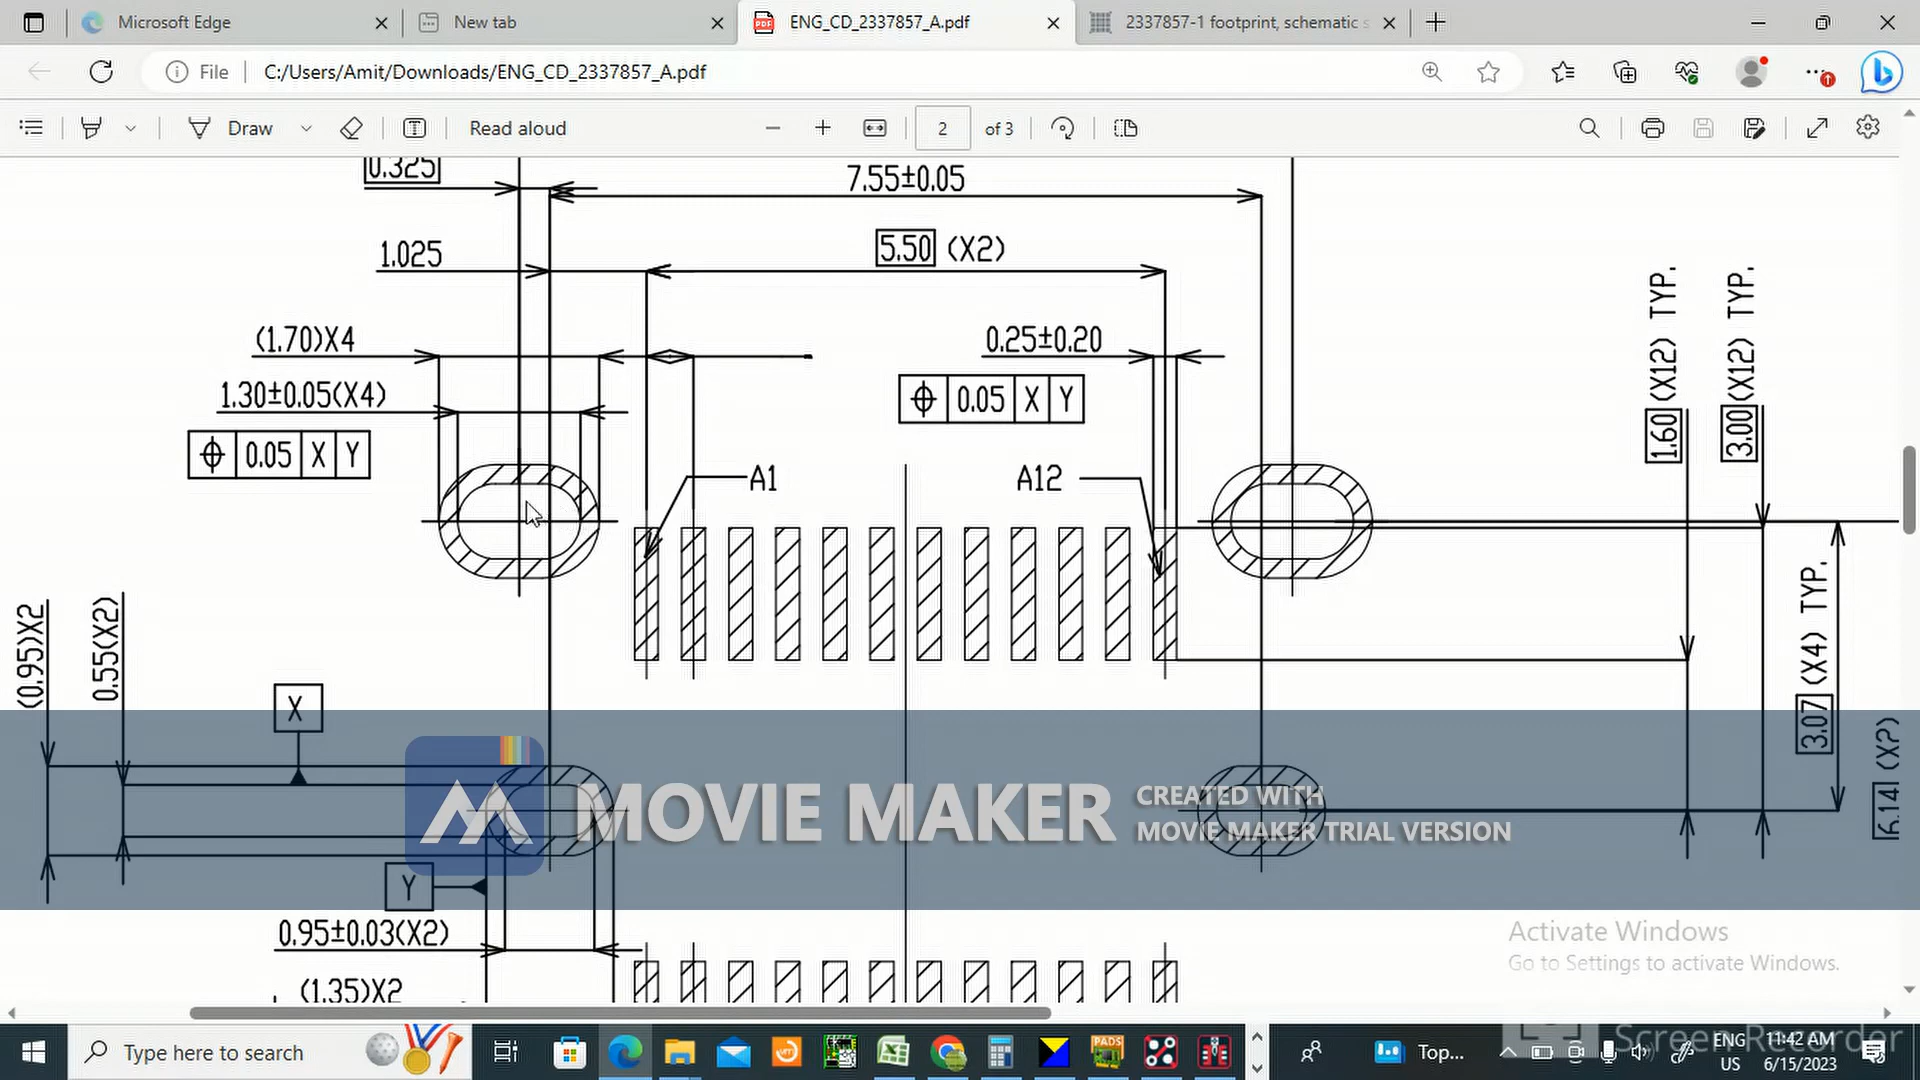 Microsoft Edge
New tab
ENG_CD_2337857_A.pdf
2337857-1 footprint, schematic s
File
C:/Users/Amit/Downloads/ENG_CD_2337857_A.pdf
Draw
Read aloud
2 of 3
0.325
7.55±0.05
1.025
5.50 (X2)
(1.70)X4
0.25±0.20
1.60 (X12) TYP.
3.00 (X12) TYP.
1.30±0.05(X4)
0.05 X Y
0.05 X Y
A1
A12
(0.95)X2
0.55(X2)
3.07 (X4) TYP.
6.14 (X2)
X
MOVIE MAKER
CREATED WITH
MOVIE MAKER TRIAL VERSION
Y
0.95±0.03(X2)
(1.35)X2
Activate Windows
Go to Settings to activate Windows.
Screen Recorder
Type here to search
PADS
Top...
ENG
US
11:42 AM
6/15/2023